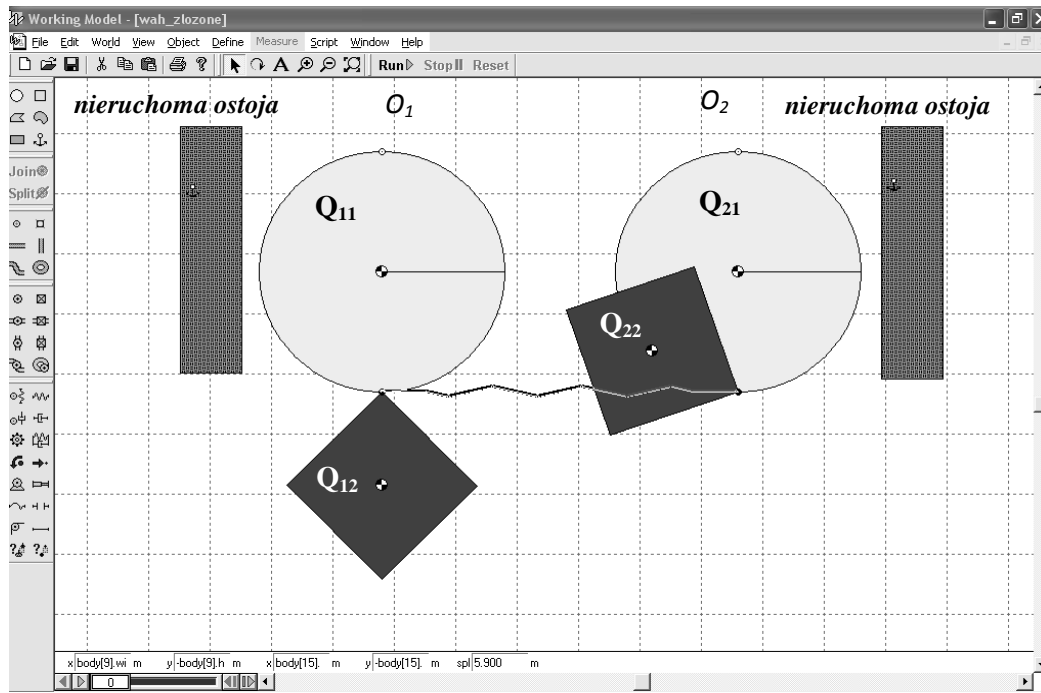 Working Model - [wah_zlozone]
File Edit World View Object Define Measure Script Window Help
Run Stop Reset
Join
Split
nieruchoma ostoja O1 O2 nieruchoma ostoja
Q11 Q21
Q22
Q12
x body[9].wi m y -body[9].h m x body[15]. m y -body[15]. m spl 5.900 m
0